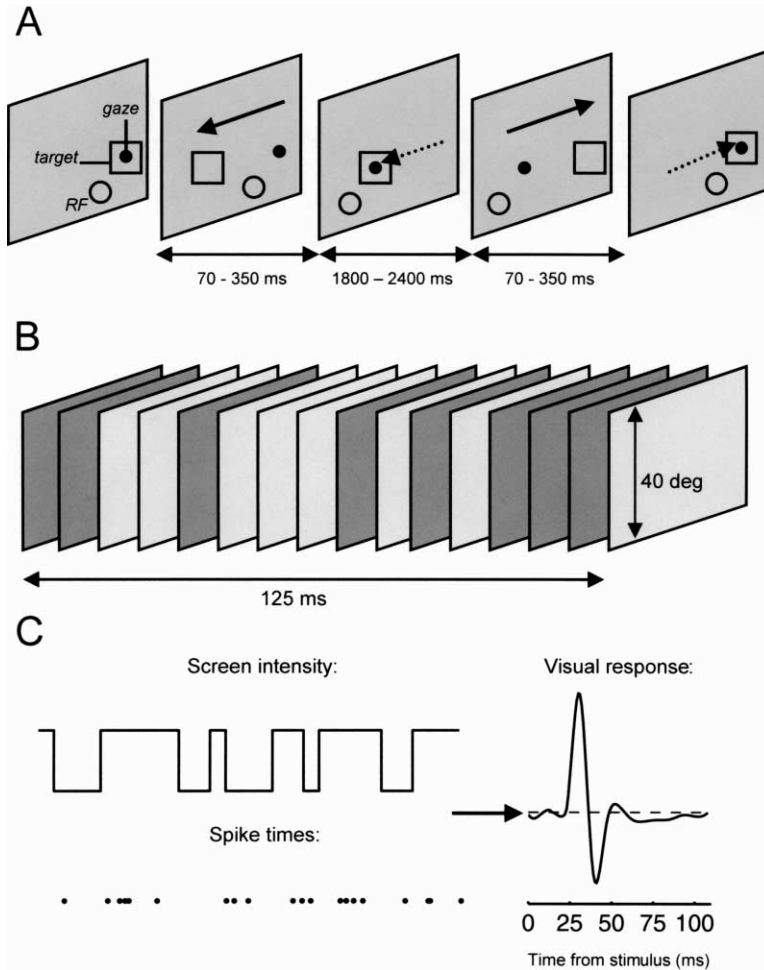 A
gaze
target
RF
70 - 350 ms
1800 – 2400 ms
70 - 350 ms
B
40 deg
125 ms
C
Screen intensity:
Visual response:
Spike times:
0 25 50 75 100
Time from stimulus (ms)